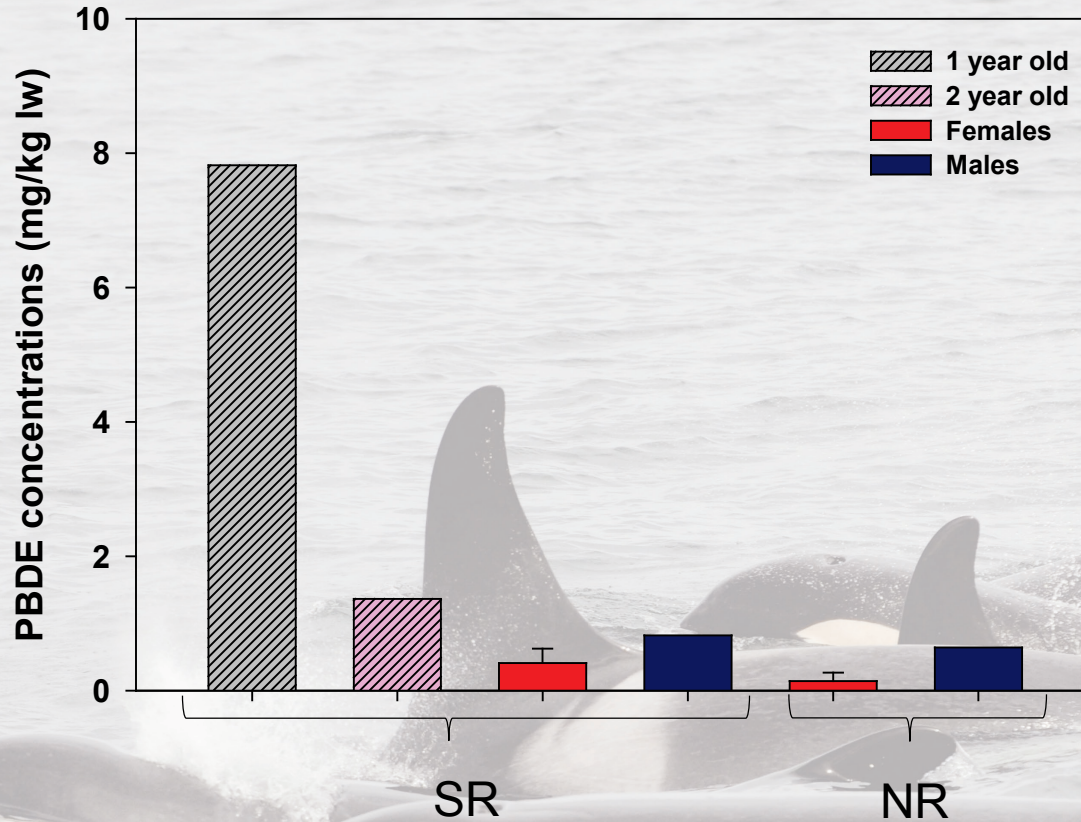 PBDE concentrations (mg/kg lw)
10
8
6
4
2
0
1 year old
2 year old
Females
Males
SR
NR